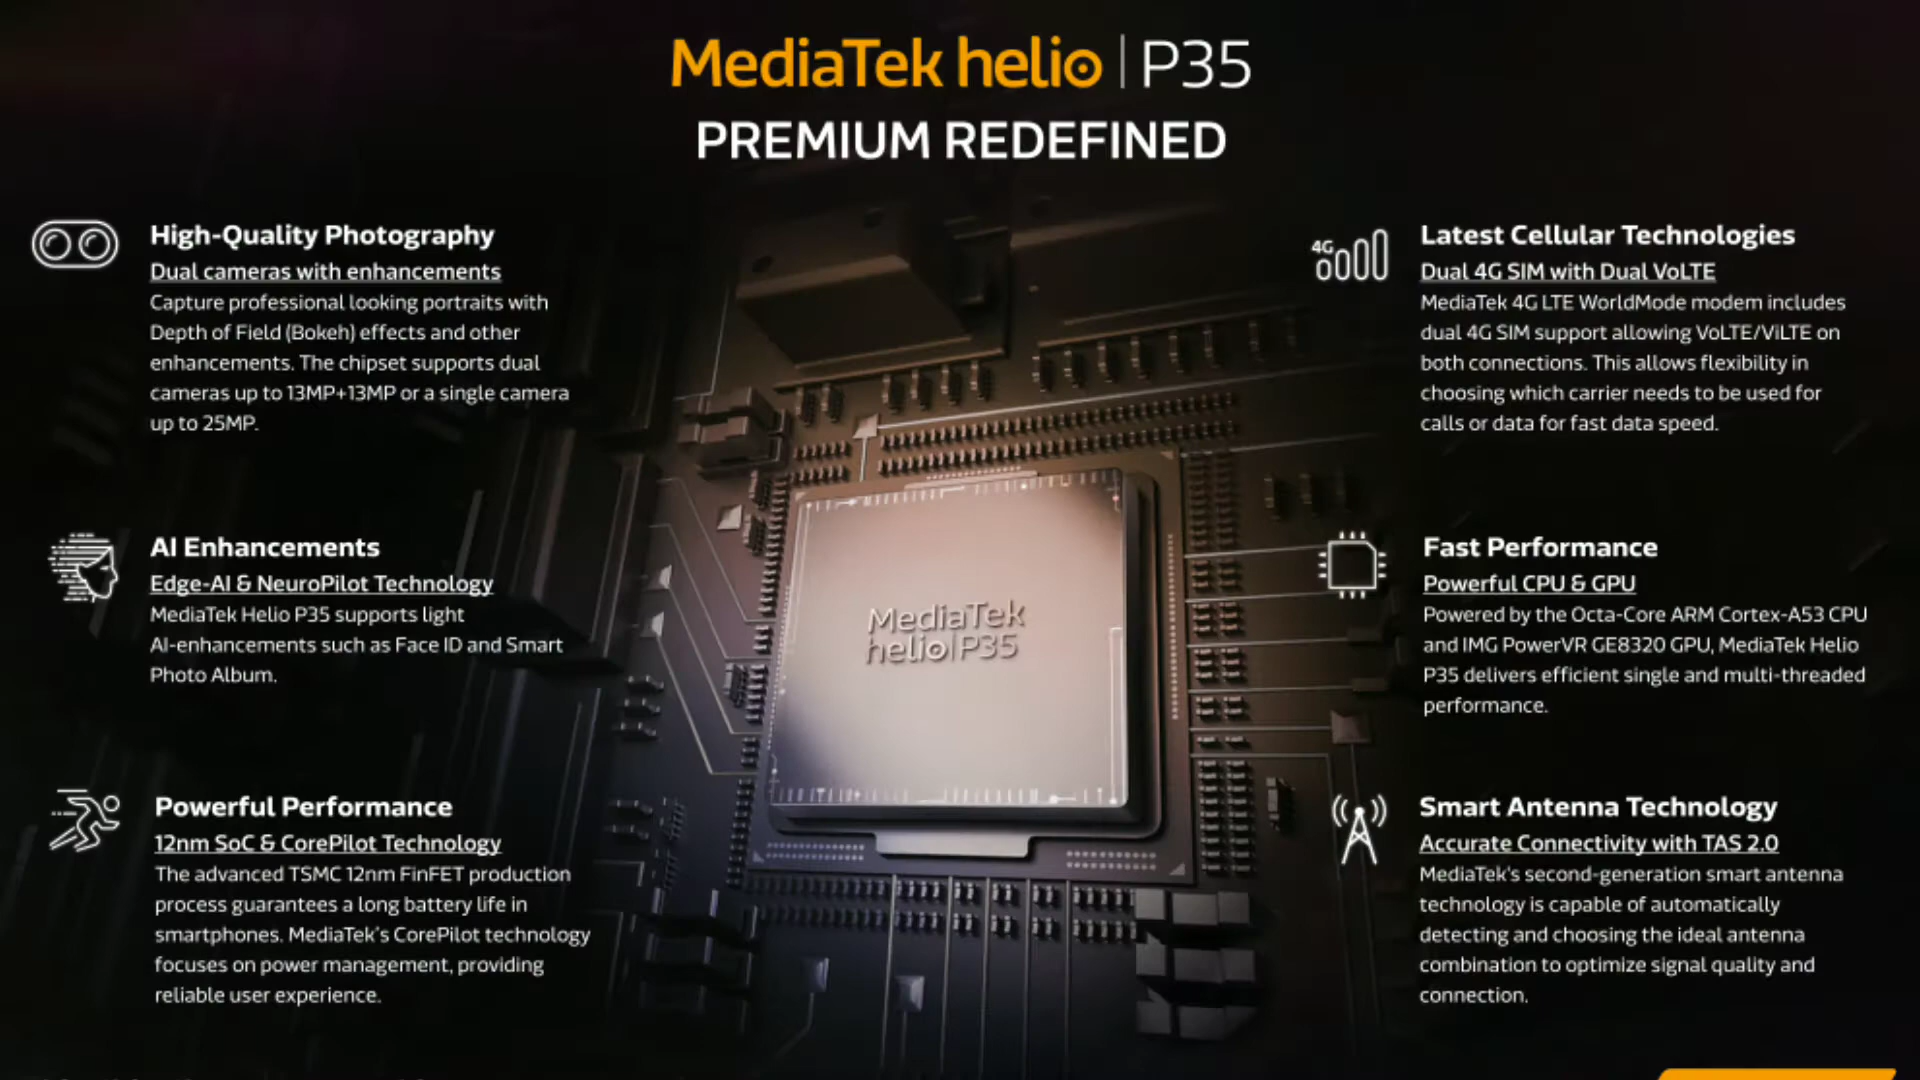 MediaTek helio | P35
PREMIUM REDEFINED
High-Quality Photography
Dual cameras with enhancements
Capture professional looking portraits with
Depth of Field (Bokeh) effects and other
enhancements. The chipset supports dual
cameras up to 13MP+13MP or a single camera
up to 25MP.
AI Enhancements
Edge-AI & NeuroPilot Technology
MediaTek Helio P35 supports light
AI-enhancements such as Face ID and Smart
Photo Album.
Powerful Performance
12nm SoC & CorePilot Technology
The advanced TSMC 12nm FinFET production
process guarantees a long battery life in
smartphones. MediaTek's CorePilot technology
focuses on power management, providing
reliable user experience.
MediaTek
helio|P35
4G
Latest Cellular Technologies
Dual 4G SIM with Dual VoLTE
MediaTek 4G LTE WorldMode modem includes
dual 4G SIM support allowing VoLTE/ViLTE on
both connections. This allows flexibility in
choosing which carrier needs to be used for
calls or data for fast data speed.
Fast Performance
Powerful CPU & GPU
Powered by the Octa-Core ARM Cortex-A53 CPU
and IMG PowerVR GE8320 GPU, MediaTek Helio
P35 delivers efficient single and multi-threaded
performance.
Smart Antenna Technology
Accurate Connectivity with TAS 2.0
MediaTek's second-generation smart antenna
technology is capable of automatically
detecting and choosing the ideal antenna
combination to optimize signal quality and
connection.